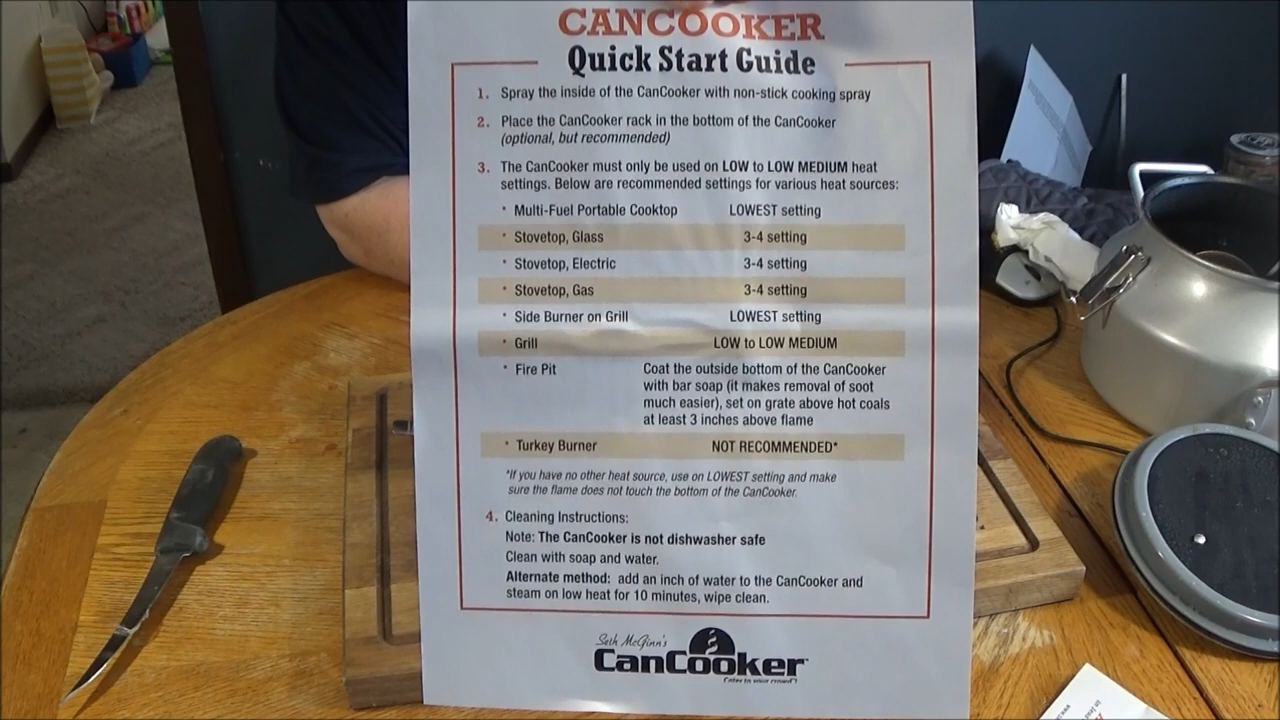 CANCOOKER
Quick Start Guide
1. Spray the inside of the CanCooker with non-stick cooking spray
2. Place the CanCooker rack in the bottom of the CanCooker
(optional, but recommended)
3. The CanCooker must only be used on LOW to LOW MEDIUM heat
settings. Below are recommended settings for various heat sources:
• Multi-Fuel Portable Cooktop LOWEST setting
• Stovetop, Glass 3-4 setting
• Stovetop, Electric 3-4 setting
• Stovetop, Gas 3-4 setting
• Side Burner on Grill LOWEST setting
• Grill LOW to LOW MEDIUM
• Fire Pit Coat the outside bottom of the CanCooker
with bar soap (it makes removal of soot
much easier), set on grate above hot coals
at least 3 inches above flame
• Turkey Burner NOT RECOMMENDED*
*If you have no other heat source, use on LOWEST setting and make
sure the flame does not touch the bottom of the CanCooker.
4. Cleaning Instructions:
Note: The CanCooker is not dishwasher safe
Clean with soap and water.
Alternate method: add an inch of water to the CanCooker and
steam on low heat for 10 minutes, wipe clean.
Seth McGinn's
CanCooker
Cater to your crowd!